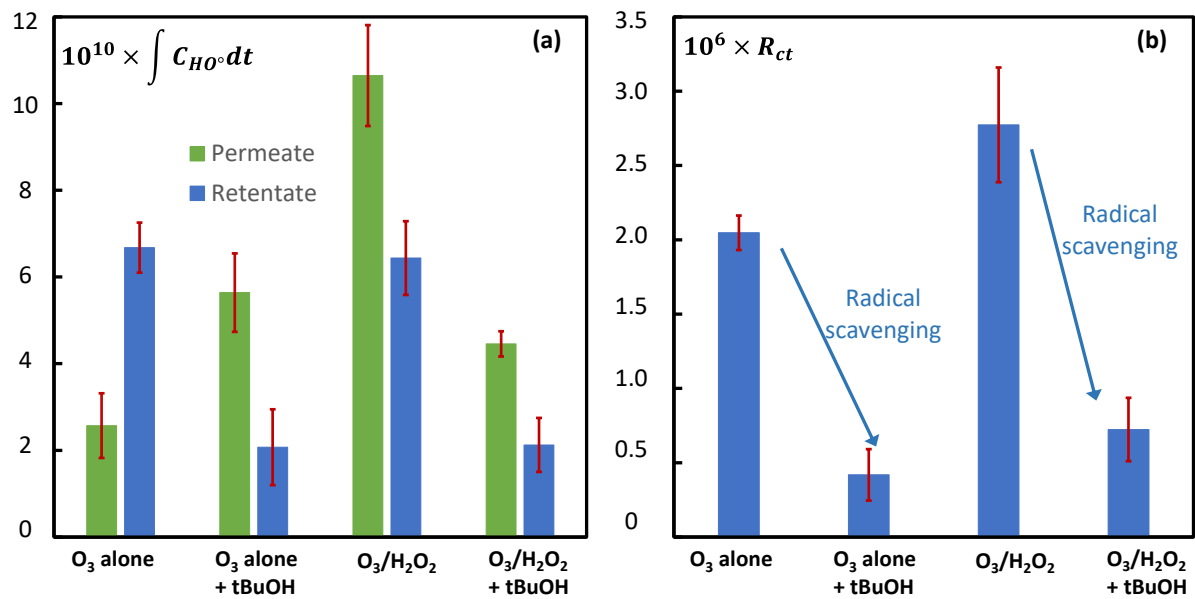 10¹⁰ × ∫ C_HO° dt
(a)
12
10
8
6
4
2
0
Permeate
Retentate
O₃ alone
O₃ alone
+ tBuOH
O₃/H₂O₂
O₃/H₂O₂
+ tBuOH
10⁶ × R_ct
(b)
3.5
3.0
2.5
2.0
1.5
1.0
0.5
0
Radical
scavenging
Radical
scavenging
O₃ alone
O₃ alone
+ tBuOH
O₃/H₂O₂
O₃/H₂O₂
+ tBuOH